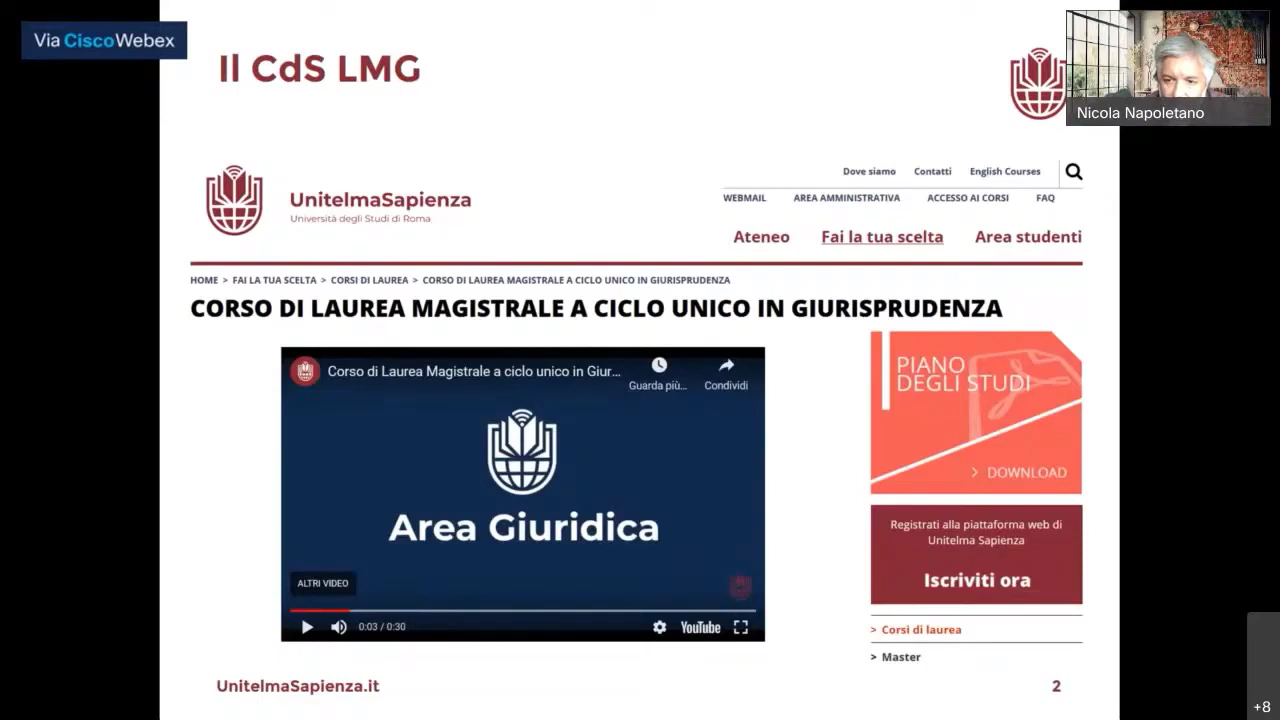 Via CiscoWebex
Il CdS LMG
Nicola Napoletano
UnitelmaSapienza
Università degli Studi di Roma
Dove siamo Contatti English Courses
WEBMAIL AREA AMMINISTRATIVA ACCESSO AI CORSI FAQ
Ateneo Fai la tua scelta Area studenti
HOME > FAI LA TUA SCELTA > CORSI DI LAUREA > CORSO DI LAUREA MAGISTRALE A CICLO UNICO IN GIURISPRUDENZA
CORSO DI LAUREA MAGISTRALE A CICLO UNICO IN GIURISPRUDENZA
Corso di Laurea Magistrale a ciclo unico in Giur...
Guarda più... Condividi
Area Giuridica
ALTRI VIDEO
0:03 / 0:30
YouTube
PIANO
DEGLI STUDI
> DOWNLOAD
Registrati alla piattaforma web di
Unitelma Sapienza
Iscriviti ora
> Corsi di laurea
> Master
UnitelmaSapienza.it
2
+8